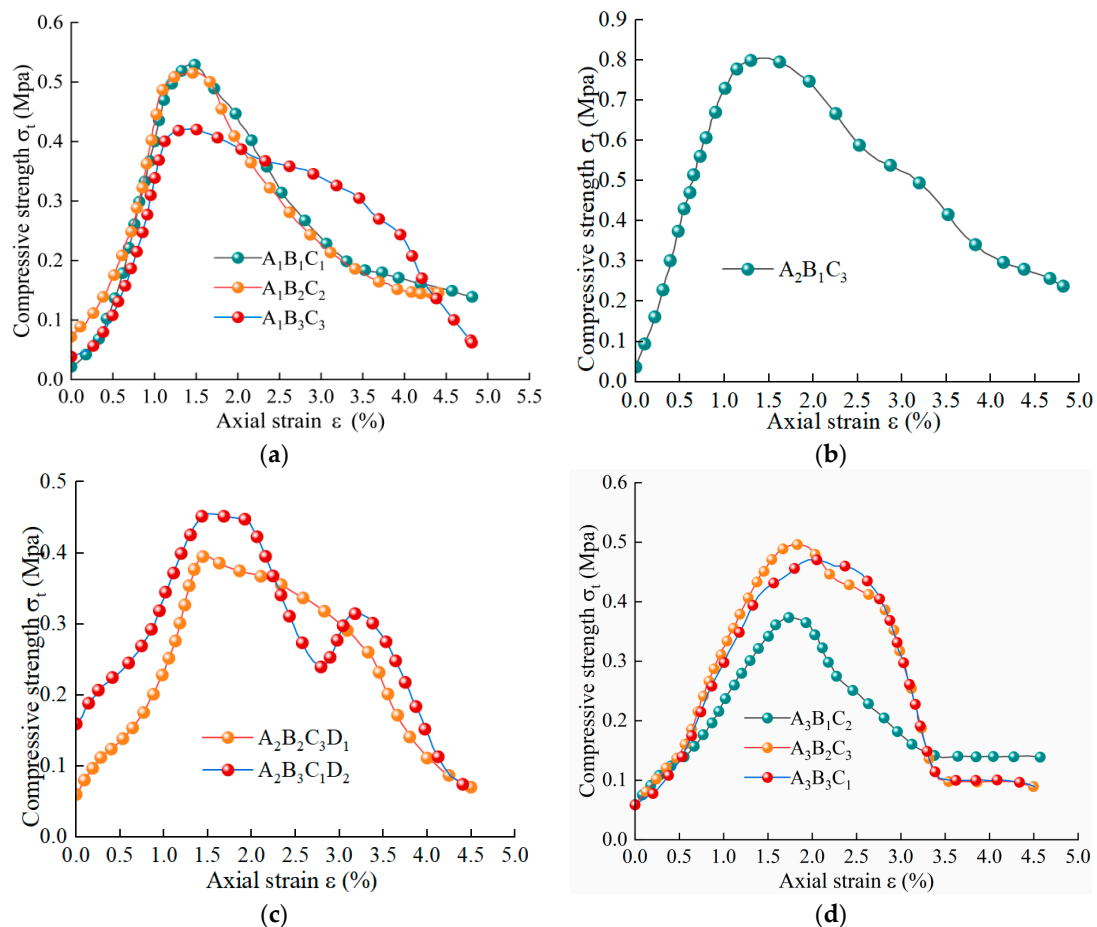 Compressive strength σt (Mpa)
0.6
0.5
0.4
0.3
0.2
0.1
0.0
A1B1C1
A1B2C2
A1B3C3
0.0 0.5 1.0 1.5 2.0 2.5 3.0 3.5 4.0 4.5 5.0 5.5
Axial strain ε (%)
(a)
Compressive strength σt (Mpa)
0.9
0.8
0.7
0.6
0.5
0.4
0.3
0.2
0.1
0.0
A2B1C3
0.0 0.5 1.0 1.5 2.0 2.5 3.0 3.5 4.0 4.5 5.0
Axial strain ε (%)
(b)
Compressive strength σt (Mpa)
0.5
0.4
0.3
0.2
0.1
0.0
A2B2C3D1
A2B3C1D2
0.0 0.5 1.0 1.5 2.0 2.5 3.0 3.5 4.0 4.5 5.0
Axial strain ε (%)
(c)
Compressive strength σt (Mpa)
0.6
0.5
0.4
0.3
0.2
0.1
0.0
A3B1C2
A3B2C3
A3B3C1
0.0 0.5 1.0 1.5 2.0 2.5 3.0 3.5 4.0 4.5 5.0
Axial strain ε (%)
(d)